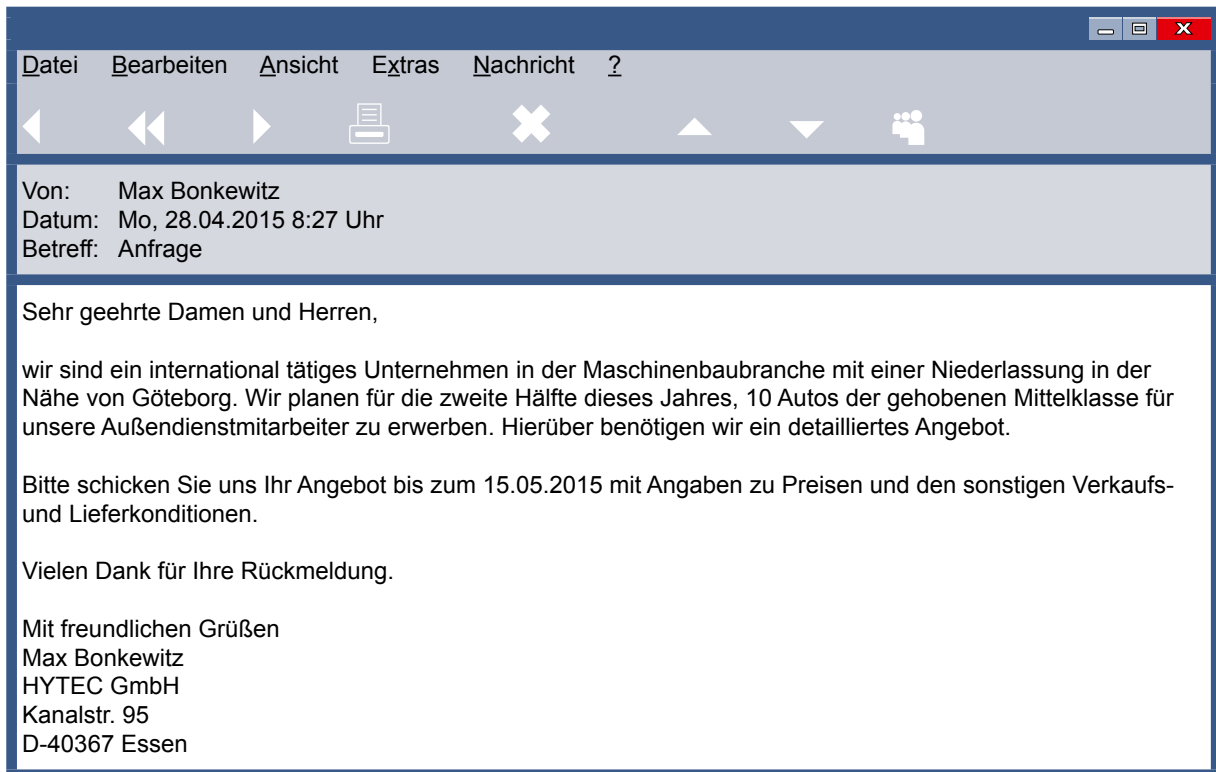 Datei Bearbeiten Ansicht Extras Nachricht ?
Von: Max Bonkewitz
Datum: Mo, 28.04.2015 8:27 Uhr
Betreff: Anfrage
Sehr geehrte Damen und Herren,
wir sind ein international tätiges Unternehmen in der Maschinenbaubranche mit einer Niederlassung in der
Nähe von Göteborg. Wir planen für die zweite Hälfte dieses Jahres, 10 Autos der gehobenen Mittelklasse für
unsere Außendienstmitarbeiter zu erwerben. Hierüber benötigen wir ein detailliertes Angebot.
Bitte schicken Sie uns Ihr Angebot bis zum 15.05.2015 mit Angaben zu Preisen und den sonstigen Verkaufs-
und Lieferkonditionen.
Vielen Dank für Ihre Rückmeldung.
Mit freundlichen Grüßen
Max Bonkewitz
HYTEC GmbH
Kanalstr. 95
D-40367 Essen